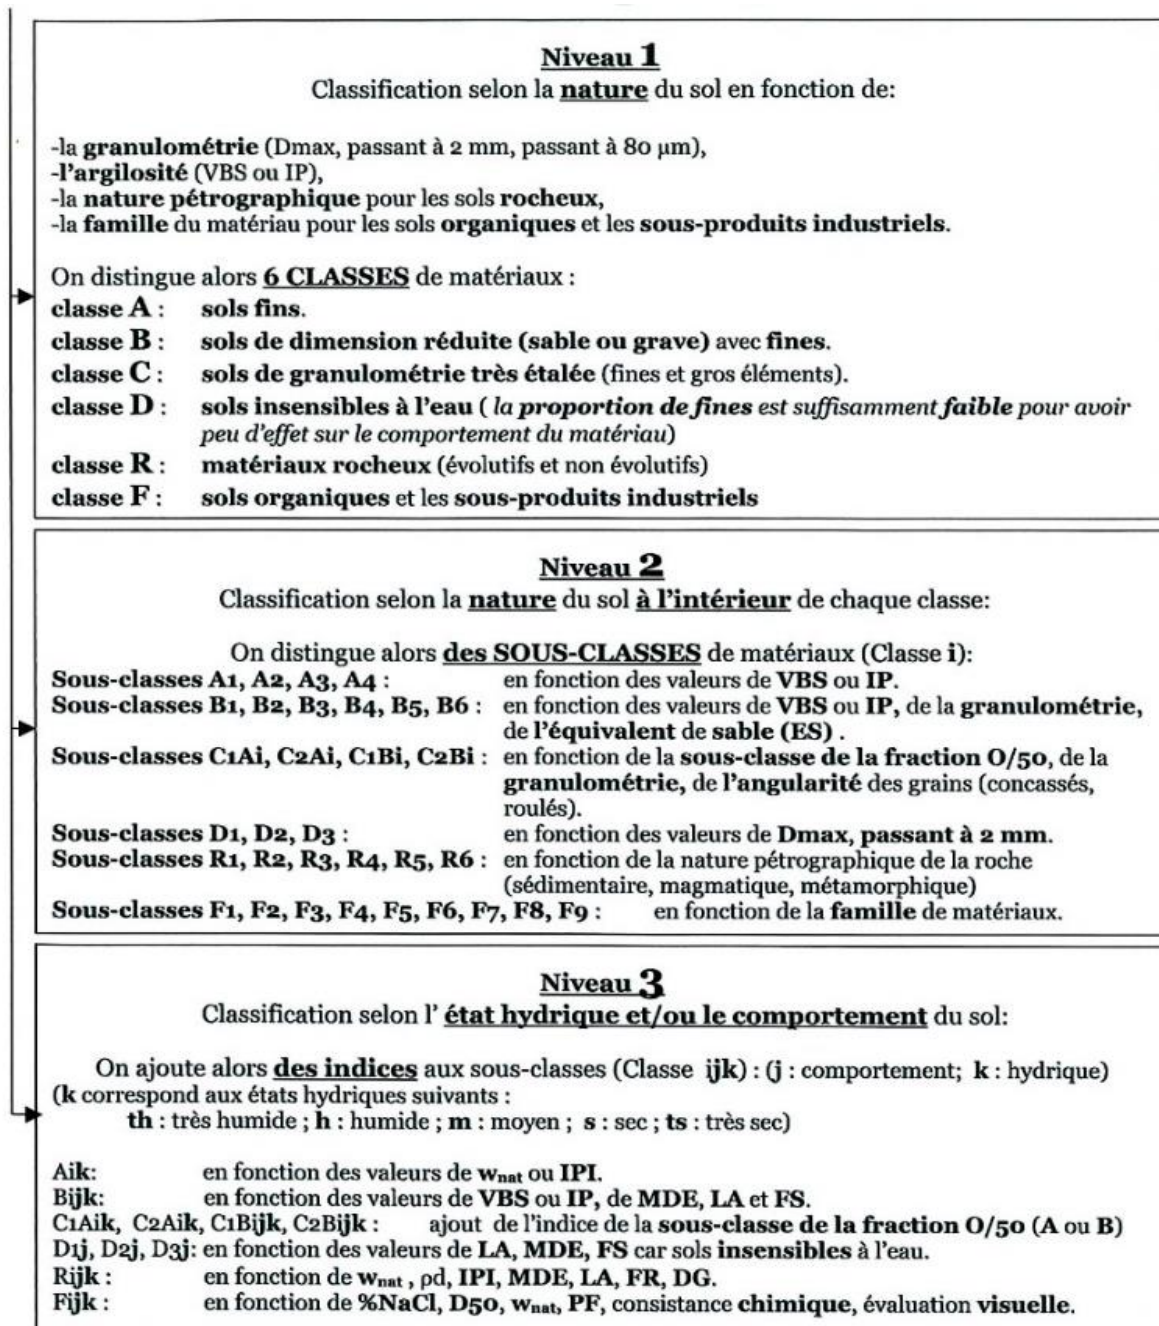 Niveau 1
Classification selon la nature du sol en fonction de:
-la granulométrie (Dmax, passant à 2 mm, passant à 80 µm),
-l'argilosité (VBS ou IP),
-la nature pétrographique pour les sols rocheux,
-la famille du matériau pour les sols organiques et les sous-produits industriels.
On distingue alors 6 CLASSES de matériaux :
classe A : sols fins.
classe B : sols de dimension réduite (sable ou grave) avec fines.
classe C : sols de granulométrie très étalée (fines et gros éléments).
classe D : sols insensibles à l'eau ( la proportion de fines est suffisamment faible pour avoir
peu d'effet sur le comportement du matériau)
classe R : matériaux rocheux (évolutifs et non évolutifs)
classe F : sols organiques et les sous-produits industriels
Niveau 2
Classification selon la nature du sol à l'intérieur de chaque classe:
On distingue alors des SOUS-CLASSES de matériaux (Classe i):
Sous-classes A1, A2, A3, A4 : en fonction des valeurs de VBS ou IP.
Sous-classes B1, B2, B3, B4, B5, B6 : en fonction des valeurs de VBS ou IP, de la granulométrie,
de l'équivalent de sable (ES) .
Sous-classes C1Ai, C2Ai, C1Bi, C2Bi : en fonction de la sous-classe de la fraction O/50, de la
granulométrie, de l'angularité des grains (concassés,
roulés).
Sous-classes D1, D2, D3 : en fonction des valeurs de Dmax, passant à 2 mm.
Sous-classes R1, R2, R3, R4, R5, R6 : en fonction de la nature pétrographique de la roche
(sédimentaire, magmatique, métamorphique)
Sous-classes F1, F2, F3, F4, F5, F6, F7, F8, F9 : en fonction de la famille de matériaux.
Niveau 3
Classification selon l' état hydrique et/ou le comportement du sol:
On ajoute alors des indices aux sous-classes (Classe ijk) : (j : comportement; k : hydrique)
(k correspond aux états hydriques suivants :
th : très humide ; h : humide ; m : moyen ; s : sec ; ts : très sec)
Aik: en fonction des valeurs de wnat ou IPI.
Bijk: en fonction des valeurs de VBS ou IP, de MDE, LA et FS.
C1Aik, C2Aik, C1Bijk, C2Bijk : ajout de l'indice de la sous-classe de la fraction O/50 (A ou B)
D1j, D2j, D3j: en fonction des valeurs de LA, MDE, FS car sols insensibles à l'eau.
Rijk : en fonction de wnat , ρd, IPI, MDE, LA, FR, DG.
Fijk : en fonction de %NaCl, D50, wnat, PF, consistance chimique, évaluation visuelle.